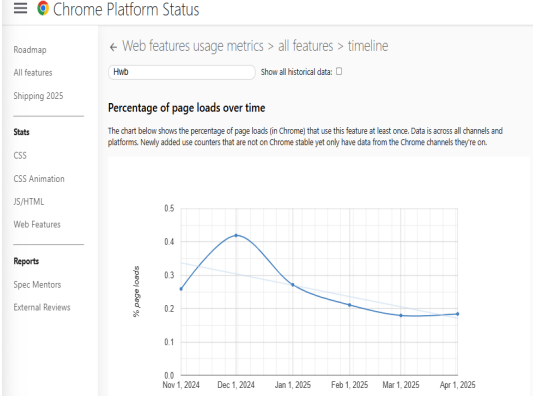 Chrome Platform Status
Roadmap
All features
Shipping 2025
Stats
CSS
CSS Animation
JS/HTML
Web Features
Reports
Spec Mentors
External Reviews
← Web features usage metrics > all features > timeline
Hwb
Show all historical data:
Percentage of page loads over time
The chart below shows the percentage of page loads (in Chrome) that use this feature at least once. Data is across all channels and
platforms. Newly added use counters that are not on Chrome stable yet only have data from the Chrome channels they're on.
% page loads
0.5
0.4
0.3
0.2
0.1
0.0
Nov 1, 2024 Dec 1, 2024 Jan 1, 2025 Feb 1, 2025 Mar 1, 2025 Apr 1, 2025